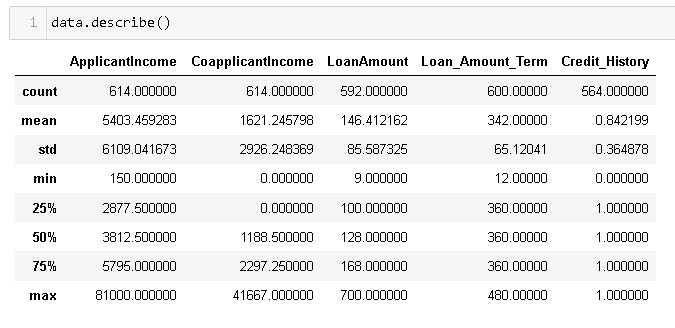 1 data.describe()
ApplicantIncome CoapplicantIncome LoanAmount Loan_Amount_Term Credit_History
count 614.000000 614.000000 592.000000 600.00000 564.000000
mean 5403.459283 1621.245798 146.412162 342.00000 0.842199
std 6109.041673 2926.248369 85.587325 65.12041 0.364878
min 150.000000 0.000000 9.000000 12.00000 0.000000
25% 2877.500000 0.000000 100.000000 360.00000 1.000000
50% 3812.500000 1188.500000 128.000000 360.00000 1.000000
75% 5795.000000 2297.250000 168.000000 360.00000 1.000000
max 81000.000000 41667.000000 700.000000 480.00000 1.000000